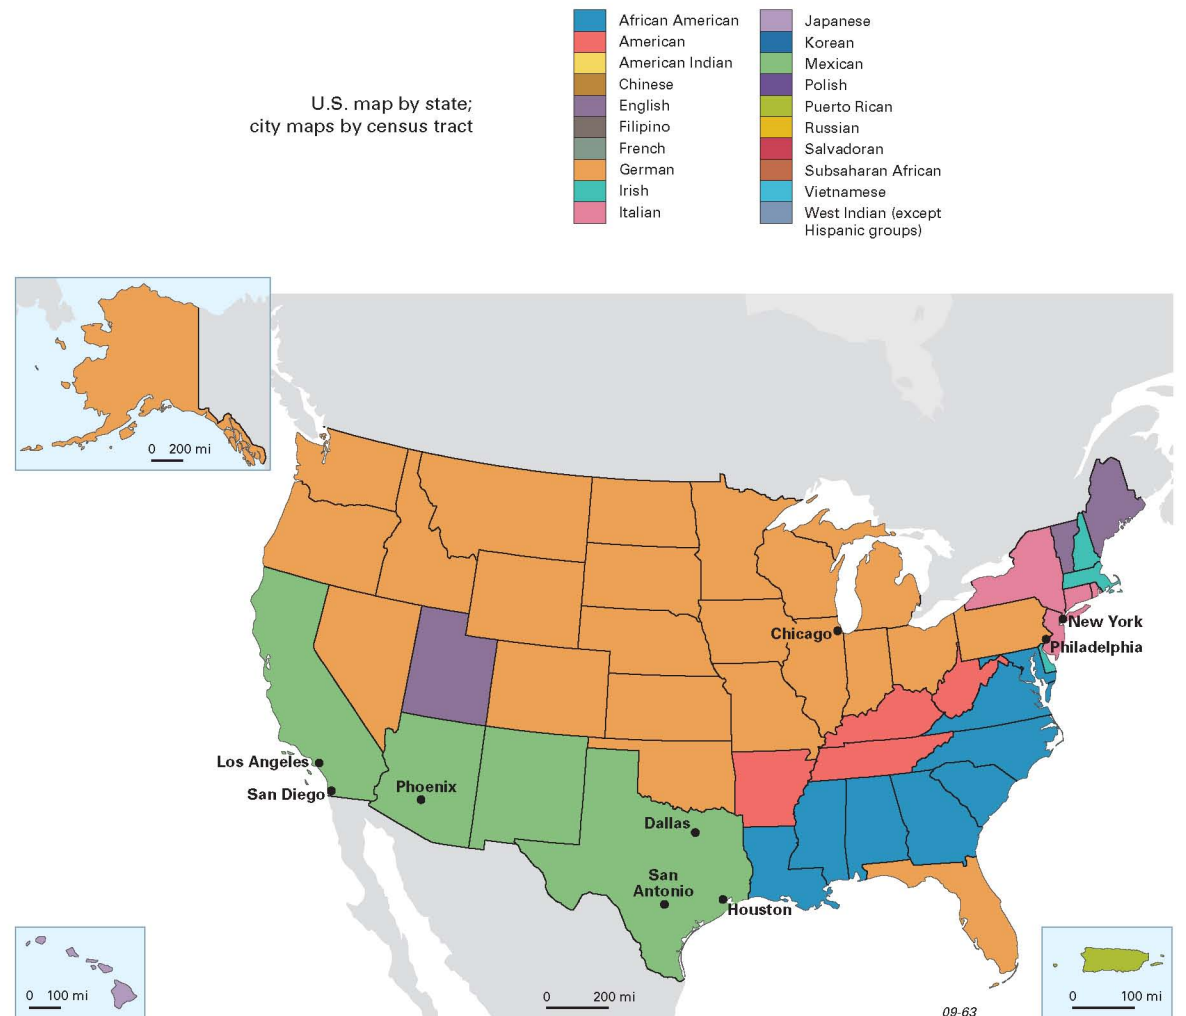 U.S. map by state;
city maps by census tract
African American
American
American Indian
Chinese
English
Filipino
French
German
Irish
Italian
Japanese
Korean
Mexican
Polish
Puerto Rican
Russian
Salvadoran
Subsaharan African
Vietnamese
West Indian (except
Hispanic groups)
0 200 mi
Chicago
New York
Philadelphia
Los Angeles
San Diego
Phoenix
Dallas
San
Antonio
Houston
0 100 mi
0 200 mi
0 100 mi
09-63